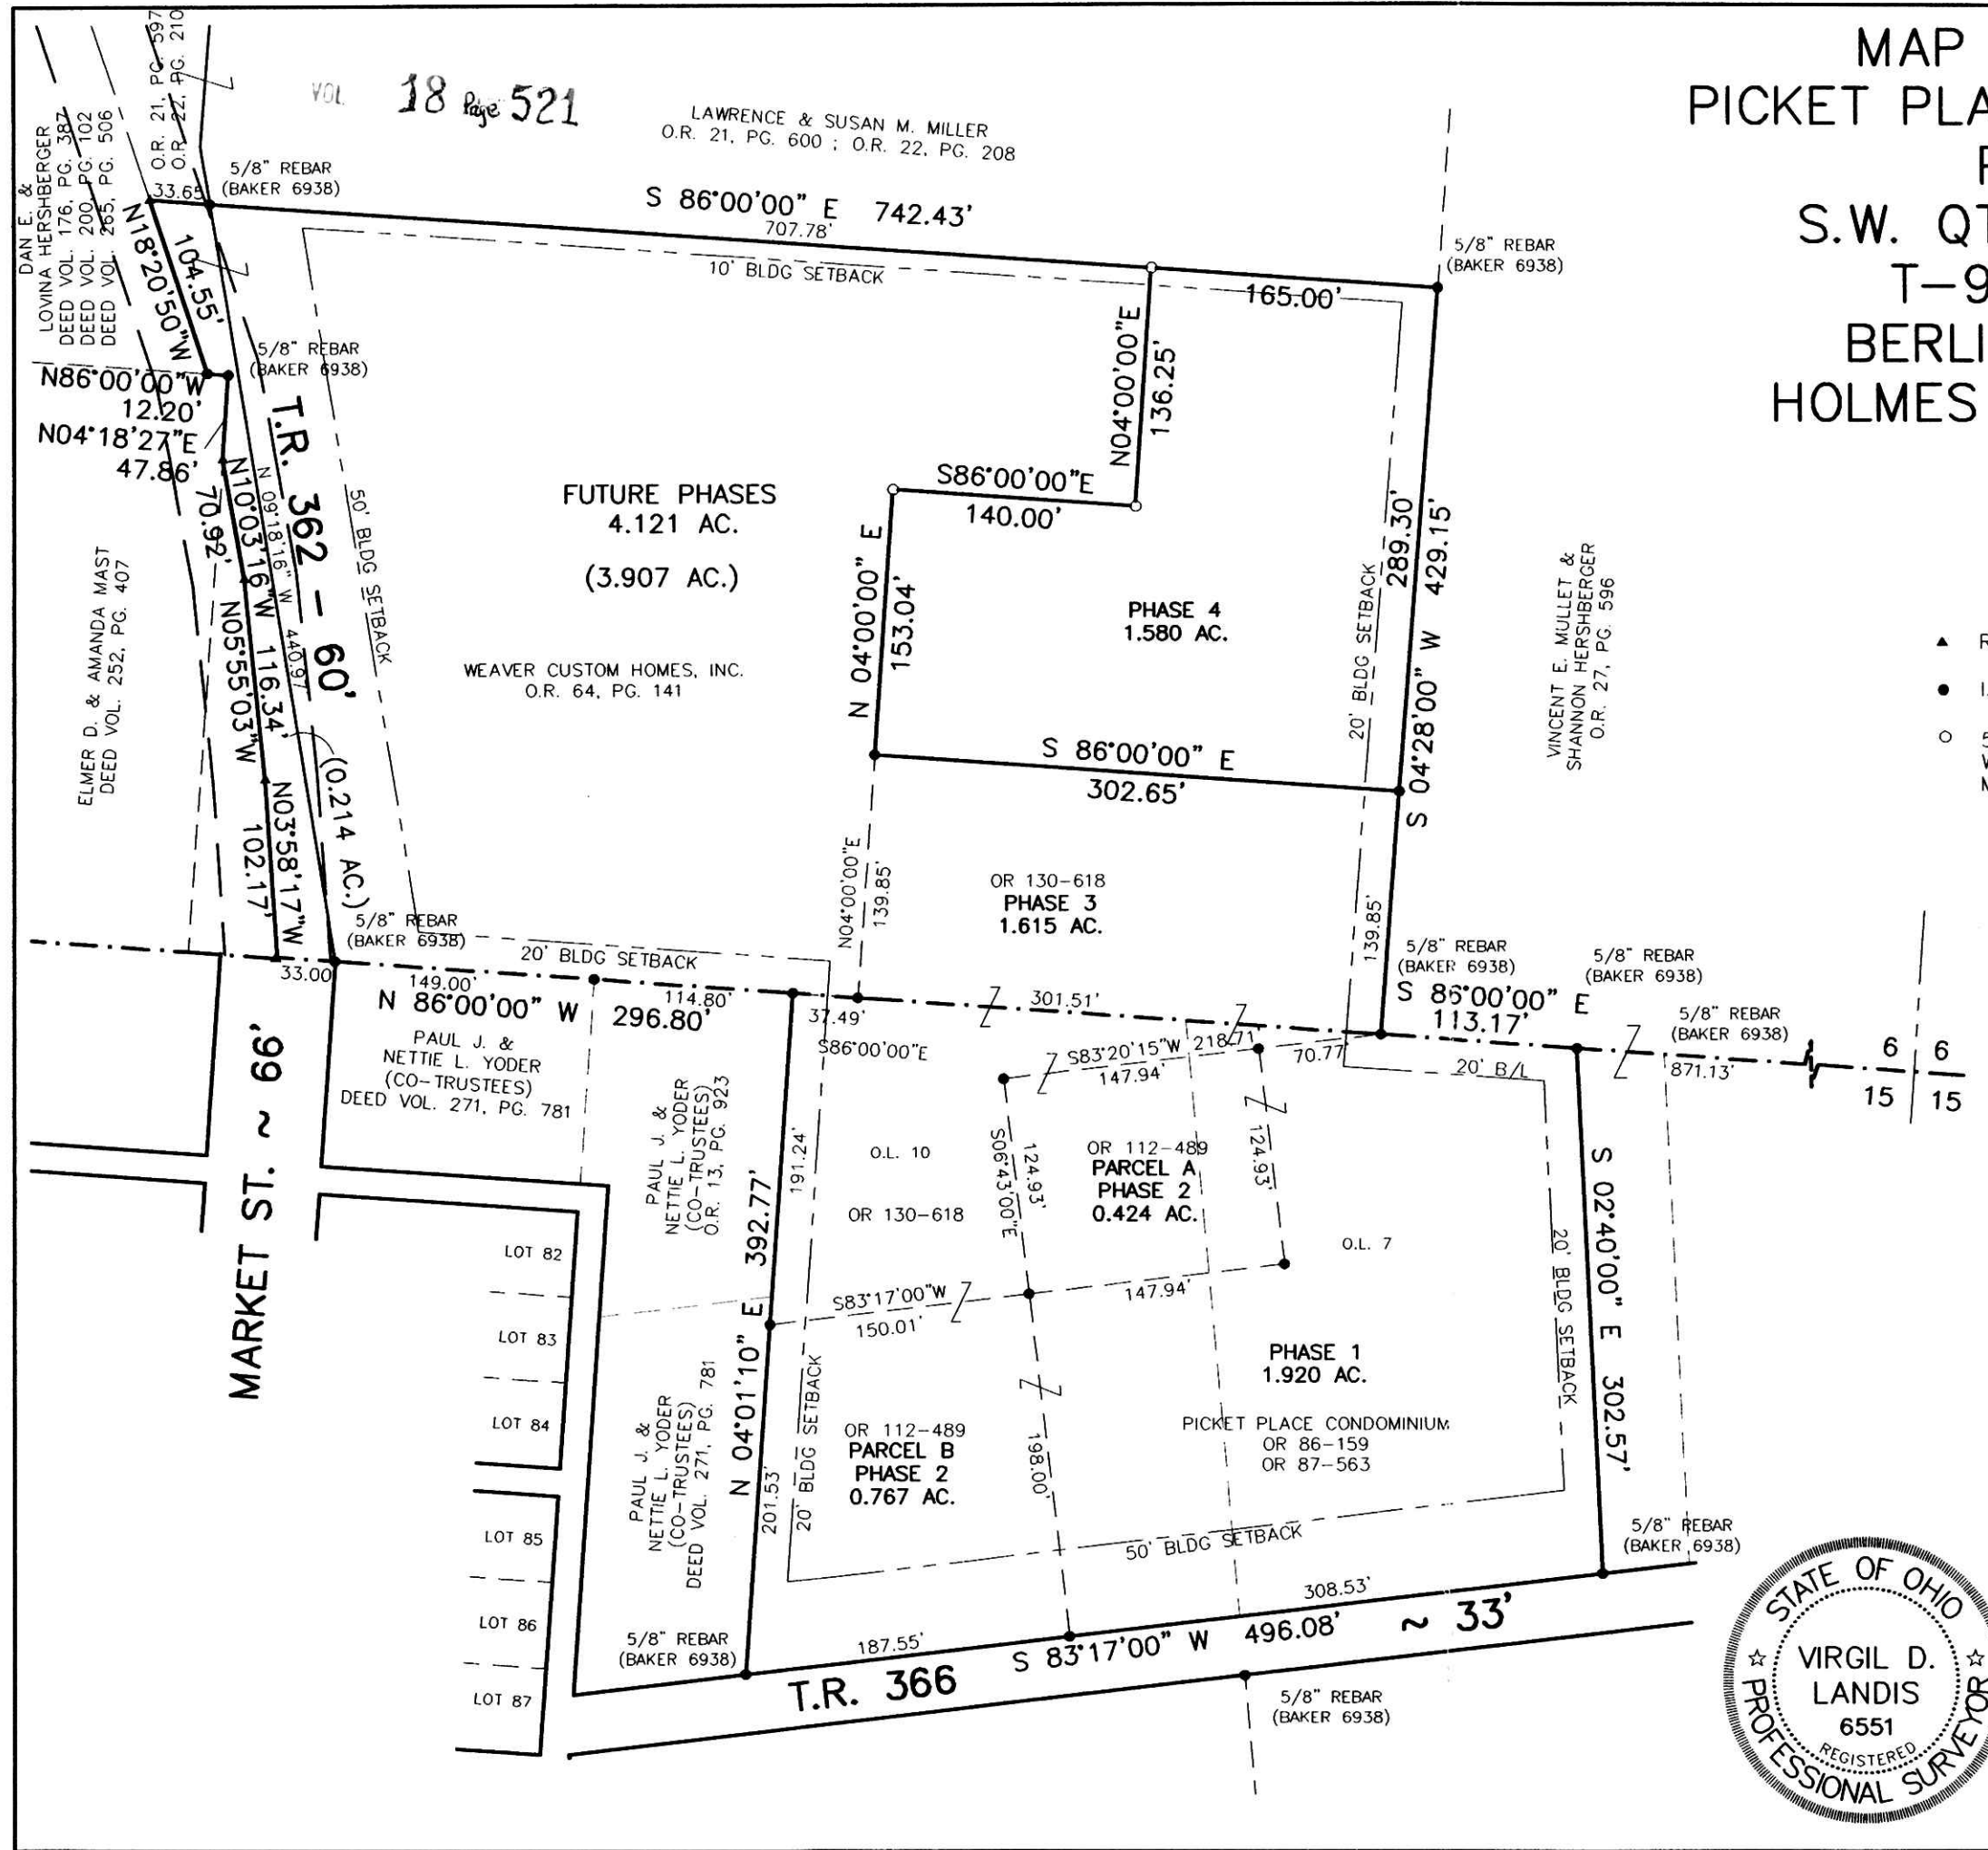 VOL. 18 Page 521
MAP
PICKET PLA
S.W. QT
T-9
BERLI
HOLMES
DAN E. &
LOVINA HERSHBERGER
DEED VOL. 176, PG. 387
DEED VOL. 200, PG. 102
DEED VOL. 265, PG. 506
O.R. 21, PG. 597
O.R. 22, PG. 210
LAWRENCE & SUSAN M. MILLER
O.R. 21, PG. 600 ; O.R. 22, PG. 208
5/8" REBAR
(BAKER 6938)
33.65
S 86°00'00" E 742.43'
707.78'
10' BLDG SETBACK
165.00'
5/8" REBAR
(BAKER 6938)
N18°20'50"W
104.55'
5/8" REBAR
(BAKER 6938)
N86°00'00"W
12.20'
N04°18'27"E
47.86'
N10°03'16"W
70.92'
N 09°18'16" W 440.97
T.R. 362 – 60'
50' BLDG SETBACK
N05°55'03"W 116.34'
N03°58'17"W
102.17'
(0.214 AC.)
ELMER D. & AMANDA MAST
DEED VOL. 252, PG. 407
FUTURE PHASES
4.121 AC.
(3.907 AC.)
WEAVER CUSTOM HOMES, INC.
O.R. 64, PG. 141
N04°00'00"E
136.25'
S86°00'00"E
140.00'
N 04°00'00" E
153.04'
PHASE 4
1.580 AC.
20' BLDG SETBACK
289.30'
S 04°28'00" W 429.15'
VINCENT E. MULLET &
SHANNON HERSHBERGER
O.R. 27, PG. 596
S 86°00'00" E
302.65'
N04°00'00"E
139.85'
OR 130-618
PHASE 3
1.615 AC.
139.85'
5/8" REBAR
(BAKER 6938)
20' BLDG SETBACK
33.00
149.00'
114.80'
N 86°00'00" W 296.80'
37.49'
S86°00'00"E
301.51'
5/8" REBAR
(BAKER 6938)
5/8" REBAR
(BAKER 6938)
S 86°00'00" E
113.17'
5/8" REBAR
(BAKER 6938)
871.13'
6 6
15 15
PAUL J. &
NETTIE L. YODER
(CO-TRUSTEES)
DEED VOL. 271, PG. 781
MARKET ST. ~ 66'
PAUL J. &
NETTIE L. YODER
(CO-TRUSTEES)
O.R. 13, PG. 923
191.24'
O.L. 10
OR 130-618
S83°20'15"W
147.94'
218.71'
70.77'
20' B/L
S06°43'00"E
124.93'
OR 112-489
PARCEL A
PHASE 2
0.424 AC.
124.93'
O.L. 7
S 02°40'00" E 302.57'
20' BLDG SETBACK
LOT 82
LOT 83
LOT 84
LOT 85
LOT 86
LOT 87
N 04°01'10" E 392.77'
S83°17'00"W
150.01'
147.94'
PHASE 1
1.920 AC.
PICKET PLACE CONDOMINIUM
OR 86-159
OR 87-563
PAUL J. &
NETTIE L. YODER
(CO-TRUSTEES)
DEED VOL. 271, PG. 781
201.53'
20' BLDG SETBACK
OR 112-489
PARCEL B
PHASE 2
0.767 AC.
198.00'
50' BLDG SETBACK
5/8" REBAR
(BAKER 6938)
308.53'
187.55'
5/8" REBAR
(BAKER 6938)
S 83°17'00" W 496.08' ~ 33'
T.R. 366
5/8" REBAR
(BAKER 6938)
STATE OF OHIO
VIRGIL D.
LANDIS
6551
REGISTERED
PROFESSIONAL SURVEYOR